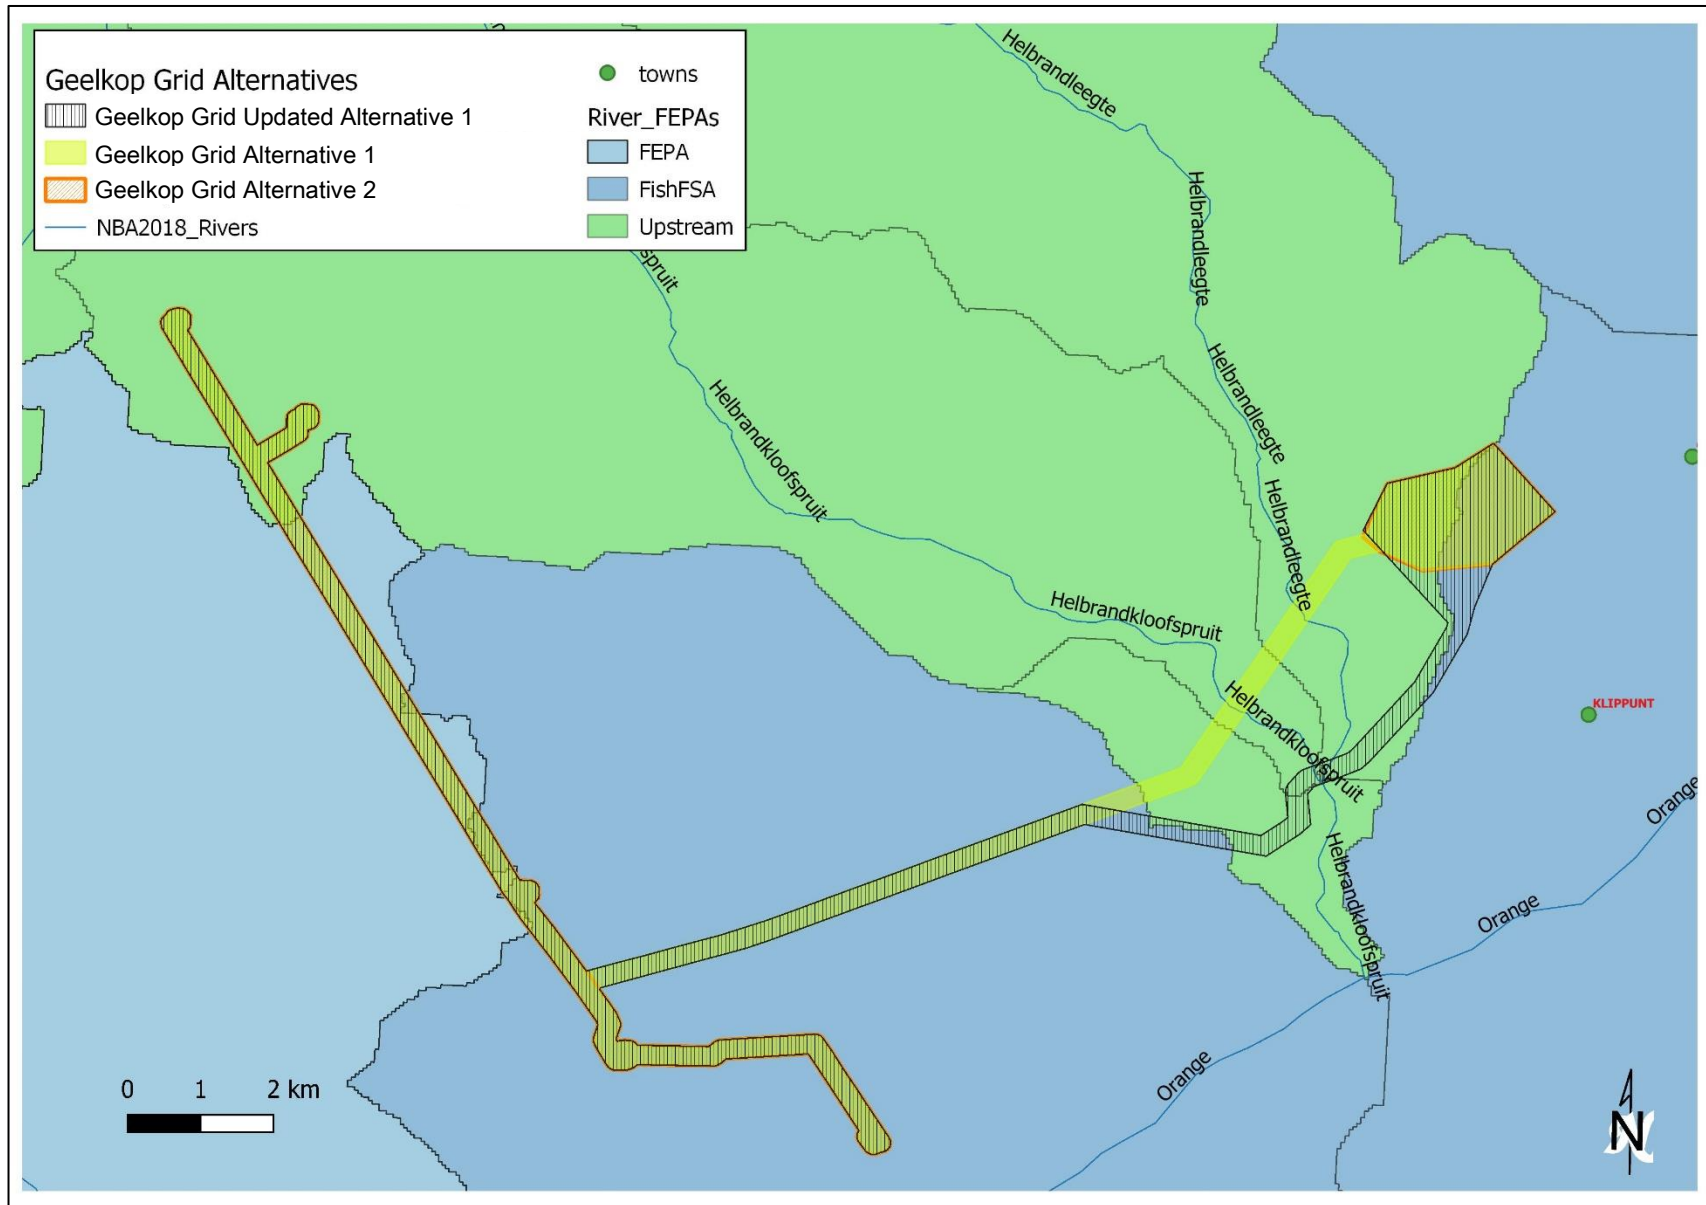 Geelkop Grid Alternatives
Geelkop Grid Updated Alternative 1
Geelkop Grid Alternative 1
Geelkop Grid Alternative 2
NBA2018_Rivers
towns
River_FEPAs
FEPA
FishFSA
Upstream
Helbrandleegte
Helbrandleegte
Helbrandleegte
Helbrandleegte
Helbrandleegte
spruit
Helbrandkloofspruit
Helbrandkloofspruit
Helbrandkloofspruit
Helbrandkloofspruit
KLIPPUNT
Orange
Orange
Orange
0 1 2 km
N